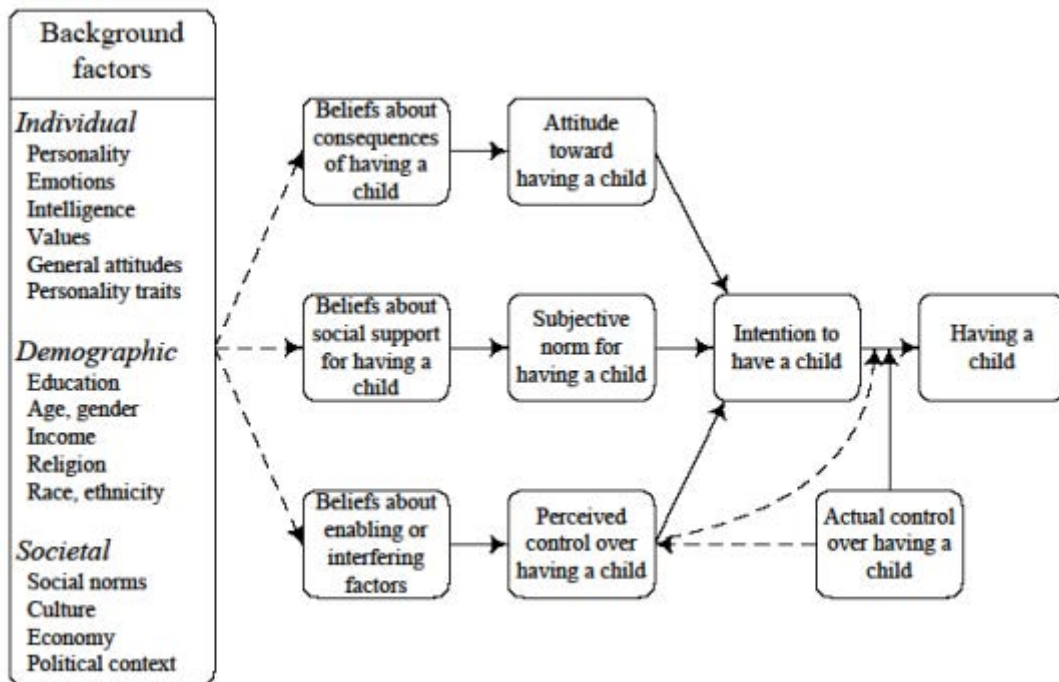 Background
factors
Individual
Personality
Emotions
Intelligence
Values
General attitudes
Personality traits
Demographic
Education
Age, gender
Income
Religion
Race, ethnicity
Societal
Social norms
Culture
Economy
Political context
Beliefs about
consequences
of having a
child
Attitude
toward
having a child
Beliefs about
social support
for having a
child
Subjective
norm for
having a child
Intention to
have a child
Having a
child
Beliefs about
enabling or
interfering
factors
Perceived
control over
having a child
Actual control
over having a
child